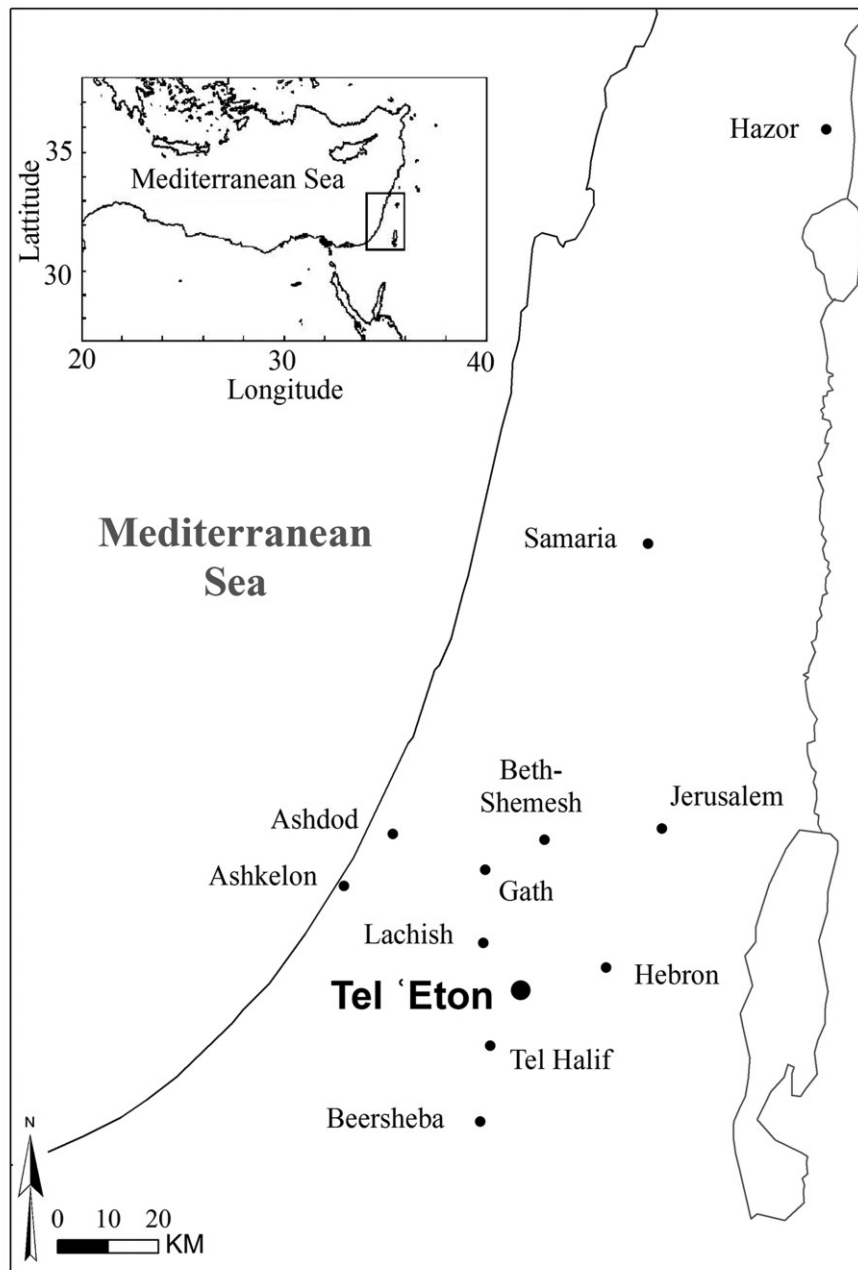 Hazor
35
Mediterranean Sea
Lattitude
30
20
30
40
Longitude
Mediterranean
Sea
Samaria
Beth-
Shemesh
Jerusalem
Ashdod
Ashkelon
Gath
Lachish
Hebron
Tel ʿEton
Tel Halif
Beersheba
N
0 10 20
KM